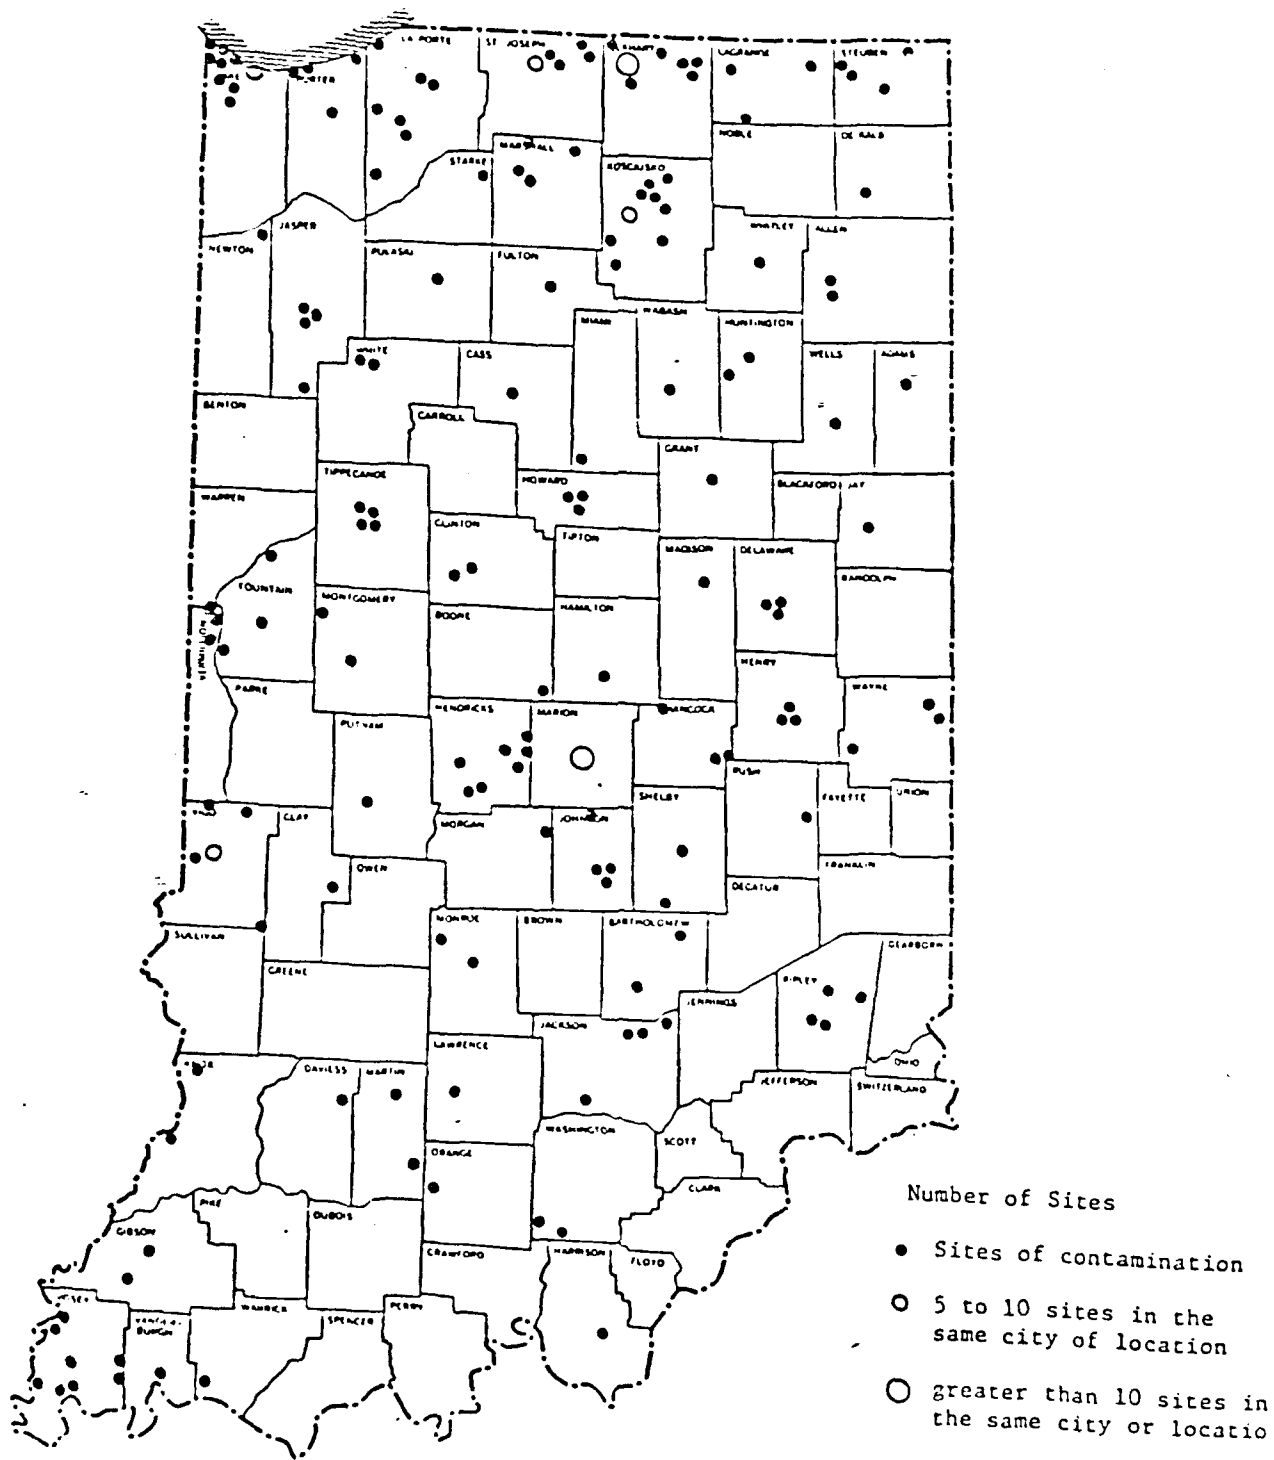 LA PORTE
ST. JOSEPH
LAGRANGE
STEUBEN
NOBLE
DE KALB
MARSHALL
STARKE
KOSCIUSKO
JASPER
NEWTON
WHITLEY
ALLEN
PULASKI
FULTON
MIAMI
WABASH
HUNTINGTON
WHITE
CASS
WELLS
ADAMS
BENTON
CARROLL
GRANT
TIPPECANOE
HOWARD
BLACKFORD
JAY
WARREN
CLINTON
TIPTON
MADISON
DELAWARE
RANDOLPH
FOUNTAIN
MONTGOMERY
BOONE
HAMILTON
HENRY
WAYNE
PARKE
PUTNAM
HENDRICKS
MARION
HANCOCK
RUSH
FAYETTE
UNION
SHELBY
VIGO
CLAY
MORGAN
JOHNSON
OWEN
FRANKLIN
DECATUR
MONROE
BROWN
BARTHOLOMEW
SULLIVAN
DEARBORN
GREENE
RIPLEY
JENNINGS
JACKSON
LAWRENCE
OHIO
KNOX
DAVIESS
MARTIN
JEFFERSON
SWITZERLAND
WASHINGTON
SCOTT
ORANGE
CLARK
PIKE
DUBOIS
GIBSON
CRAWFORD
HARRISON
FLOYD
WARRICK
SPENCER
PERRY
Number of Sites
Sites of contamination
5 to 10 sites in the
same city of location
greater than 10 sites in
the same city or locatio